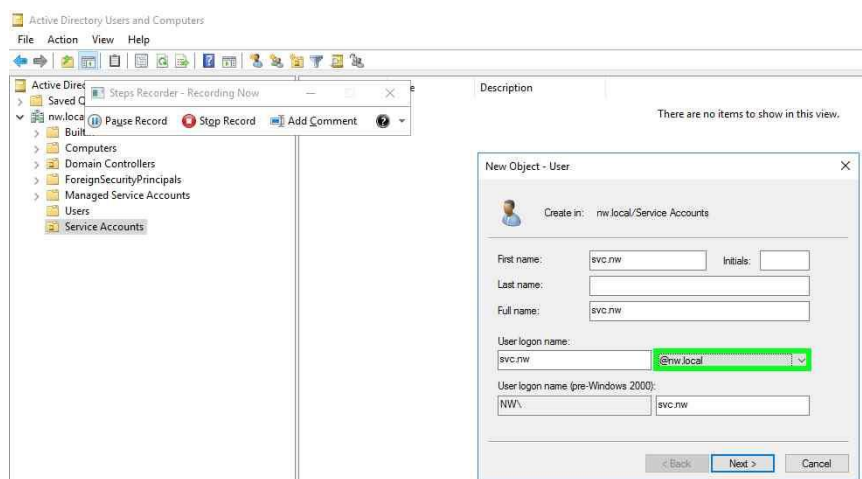 Active Directory Users and Computers
File Action View Help
Active Direc
Saved Q
nw.loca
Built
Computers
Domain Controllers
ForeignSecurityPrincipals
Managed Service Accounts
Users
Service Accounts
Steps Recorder - Recording Now
Pause Record Stop Record Add Comment
e Description
There are no items to show in this view.
New Object - User
Create in: nw.local/Service Accounts
First name: svc.nw Initials:
Last name:
Full name: svc.nw
User logon name:
svc.nw @nw.local
User logon name (pre-Windows 2000):
NW\ svc.nw
< Back Next > Cancel